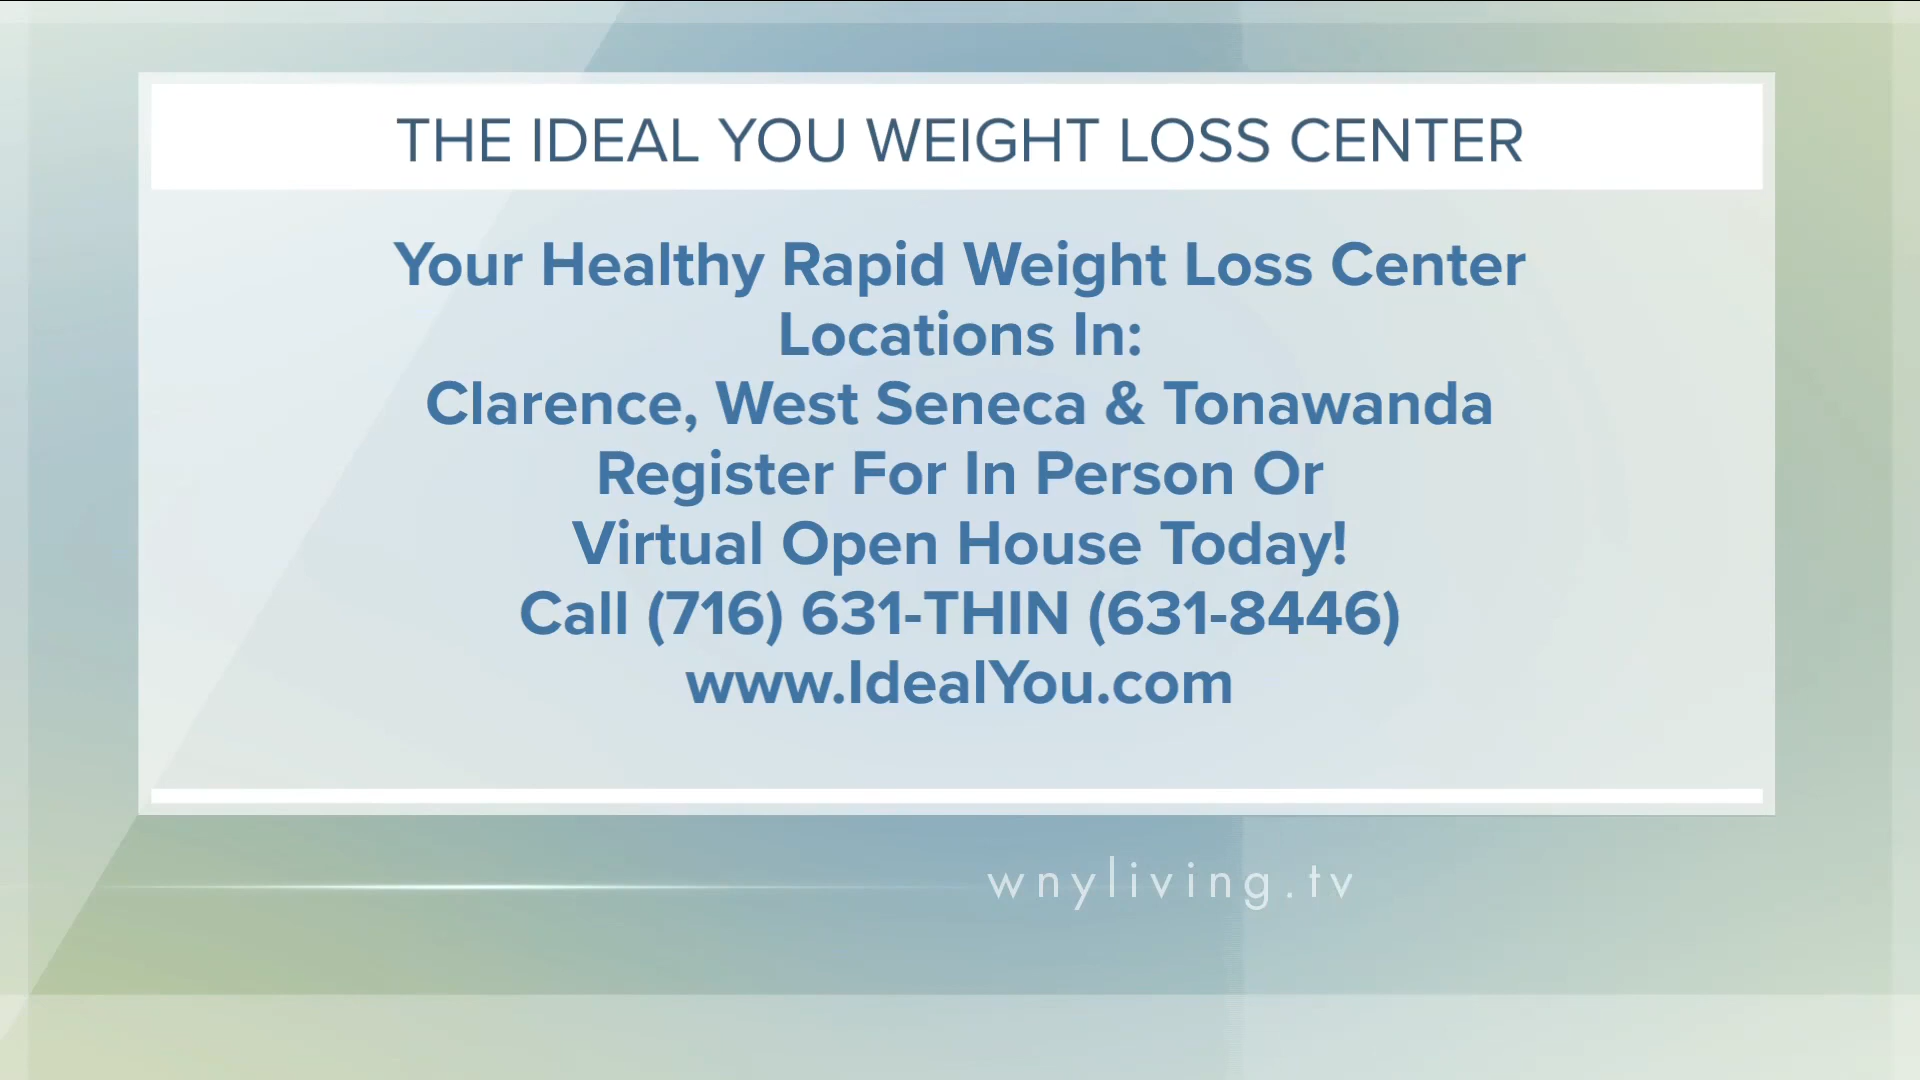 THE IDEAL YOU WEIGHT LOSS CENTER
Your Healthy Rapid Weight Loss Center
Locations In:
Clarence, West Seneca & Tonawanda
Register For In Person Or
Virtual Open House Today!
Call (716) 631-THIN (631-8446)
www.IdealYou.com
wnyliving.tv